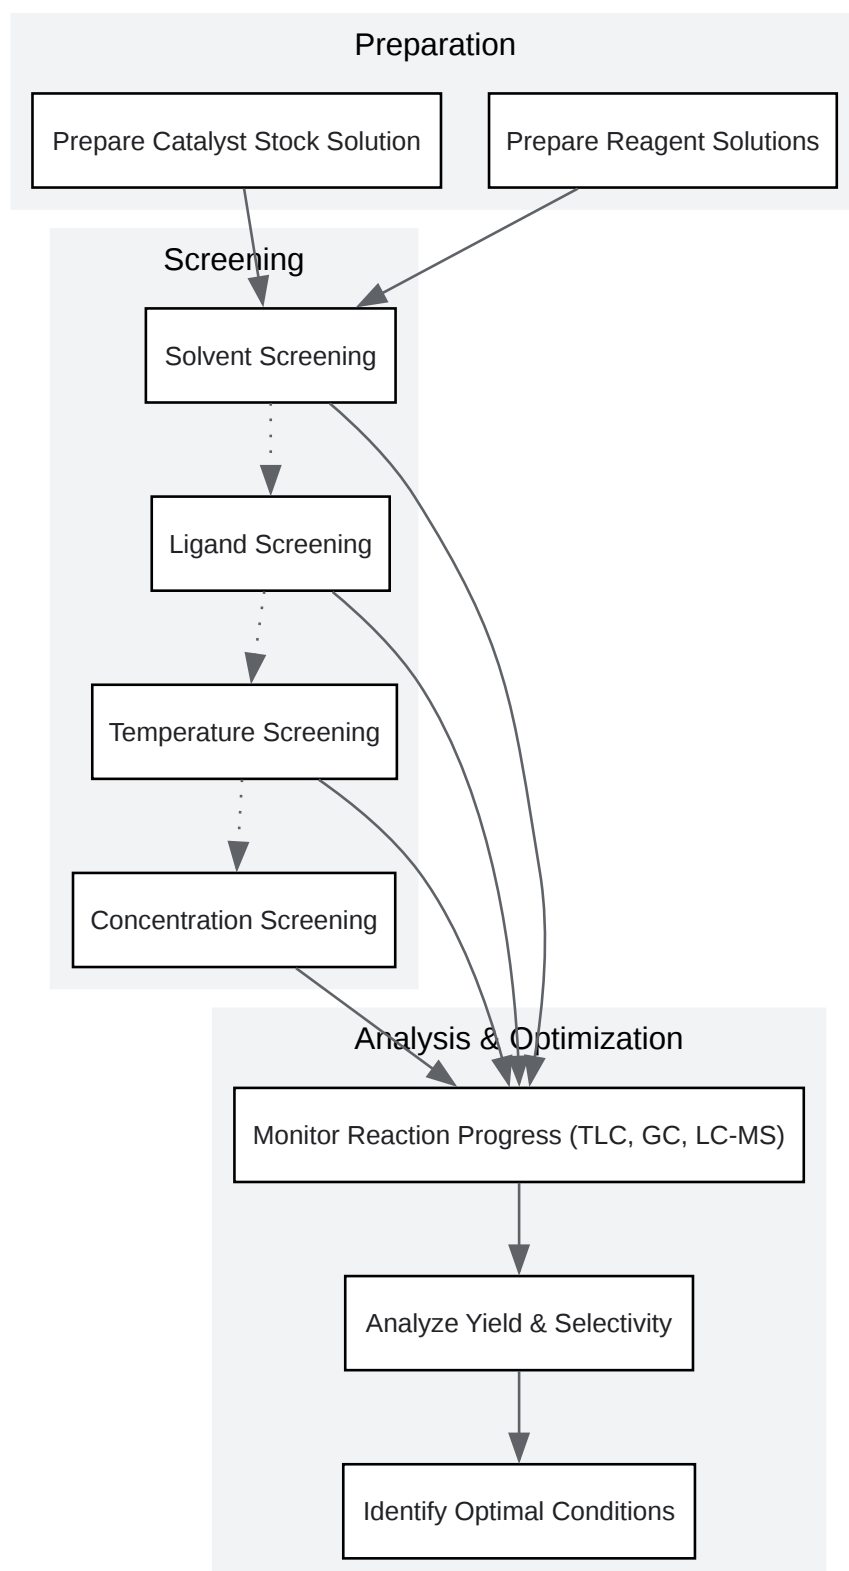 Preparation
Prepare Catalyst Stock Solution
Prepare Reagent Solutions
Screening
Solvent Screening
Ligand Screening
Temperature Screening
Concentration Screening
Analysis & Optimization
Monitor Reaction Progress (TLC, GC, LC-MS)
Analyze Yield & Selectivity
Identify Optimal Conditions